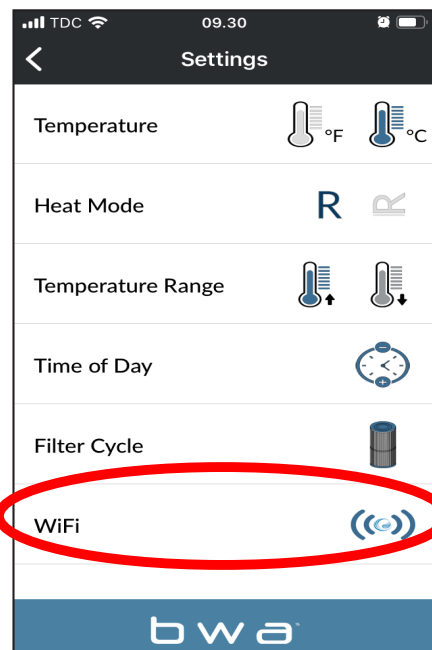 TDC 09.30
Settings
Temperature °F °C
Heat Mode R R
Temperature Range
Time of Day
Filter Cycle
WiFi
bwa